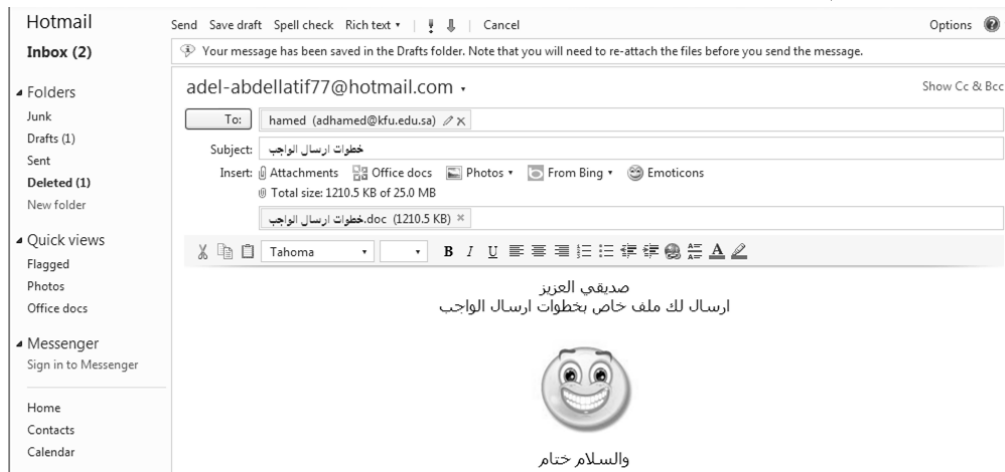 Hotmail
Inbox (2)
Folders
Junk
Drafts (1)
Sent
Deleted (1)
New folder
Quick views
Flagged
Photos
Office docs
Messenger
Sign in to Messenger
Home
Contacts
Calendar
Send Save draft Spell check Rich text Cancel Options
Your message has been saved in the Drafts folder. Note that you will need to re-attach the files before you send the message.
adel-abdellatif77@hotmail.com Show Cc & Bcc
To: hamed (adhamed@kfu.edu.sa)
Subject: خطوات ارسال الواجب
Insert: Attachments Office docs Photos From Bing Emoticons
Total size: 1210.5 KB of 25.0 MB
خطوات ارسال الواجب.doc (1210.5 KB)
Tahoma B I U A
صديقي العزيز
ارسال لك ملف خاص بخطوات ارسال الواجب
والسلام ختام